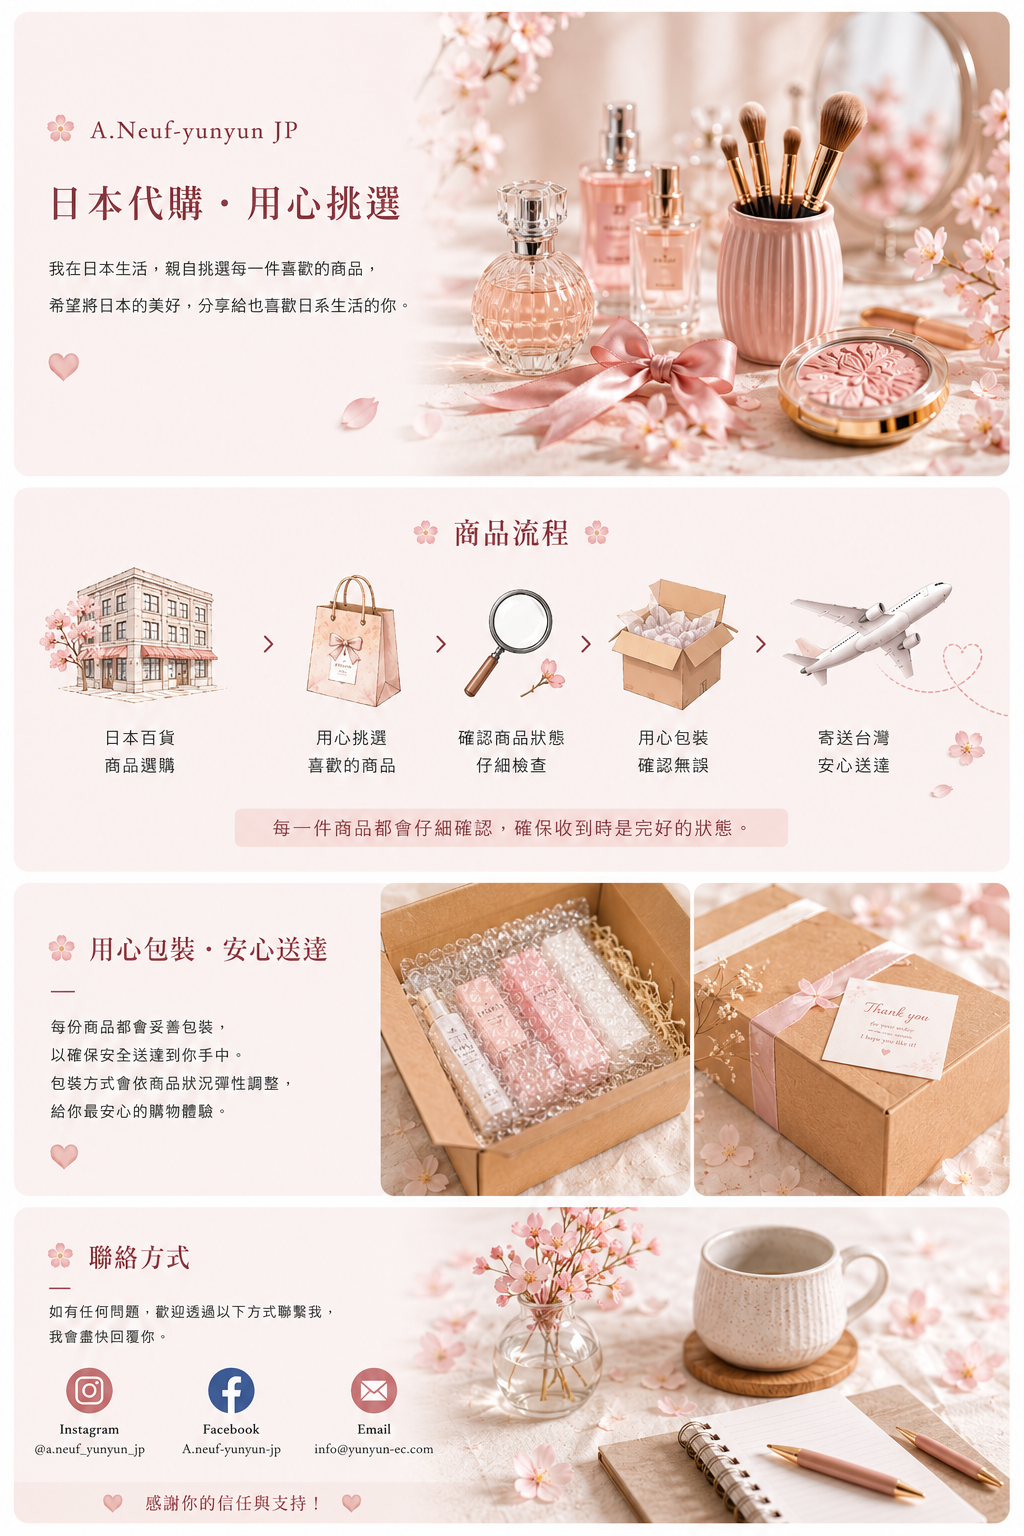 A.Neuf-yunyun JP
日本代購・用心挑選
我在日本生活，親自挑選每一件喜歡的商品，
希望將日本的美好，分享給也喜歡日系生活的你。
商品流程
日本百貨
商品選購
用心挑選
喜歡的商品
確認商品狀態
仔細檢查
用心包裝
確認無誤
寄送台灣
安心送達
每一件商品都會仔細確認，確保收到時是完好的狀態。
用心包裝・安心送達
每份商品都會妥善包裝，
以確保安全送達到你手中。
包裝方式會依商品狀況彈性調整，
給你最安心的購物體驗。
Thank you
for your order
I hope you like it!
聯絡方式
如有任何問題，歡迎透過以下方式聯繫我，
我會盡快回覆你。
Instagram
@a.neuf_yunyun_jp
Facebook
A.neuf-yunyun-jp
Email
info@yunyun-ec.com
感謝你的信任與支持！